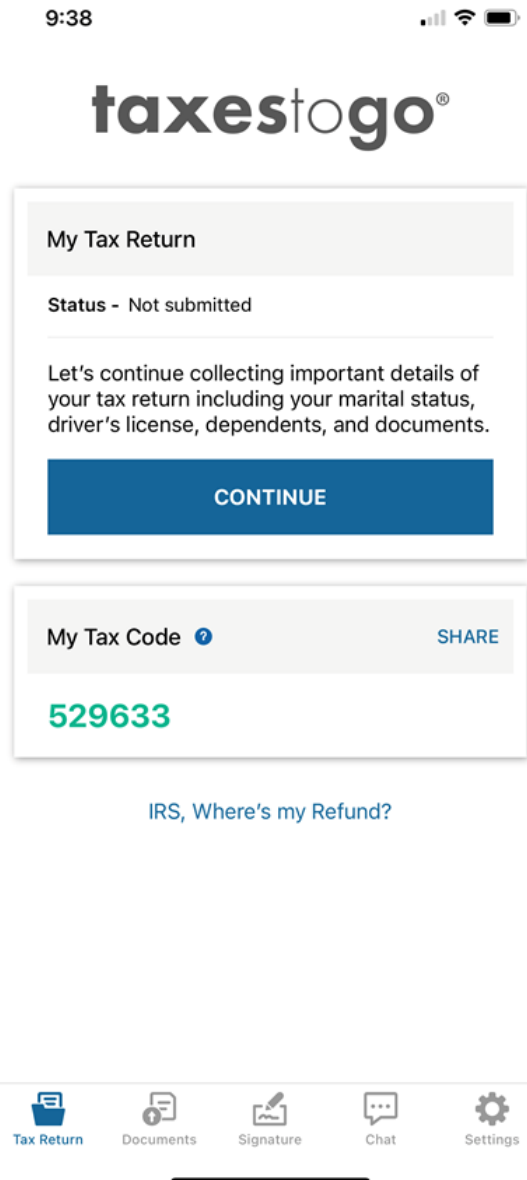 9:38
taxestogo®
My Tax Return
Status - Not submitted
Let's continue collecting important details of
your tax return including your marital status,
driver's license, dependents, and documents.
CONTINUE
My Tax Code ?
SHARE
529633
IRS, Where's my Refund?
Tax Return
Documents
Signature
Chat
Settings